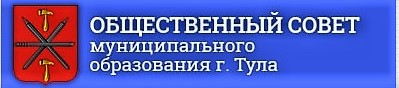 ОБЩЕСТВЕННЫЙ СОВЕТ
муниципального
образования г. Тула